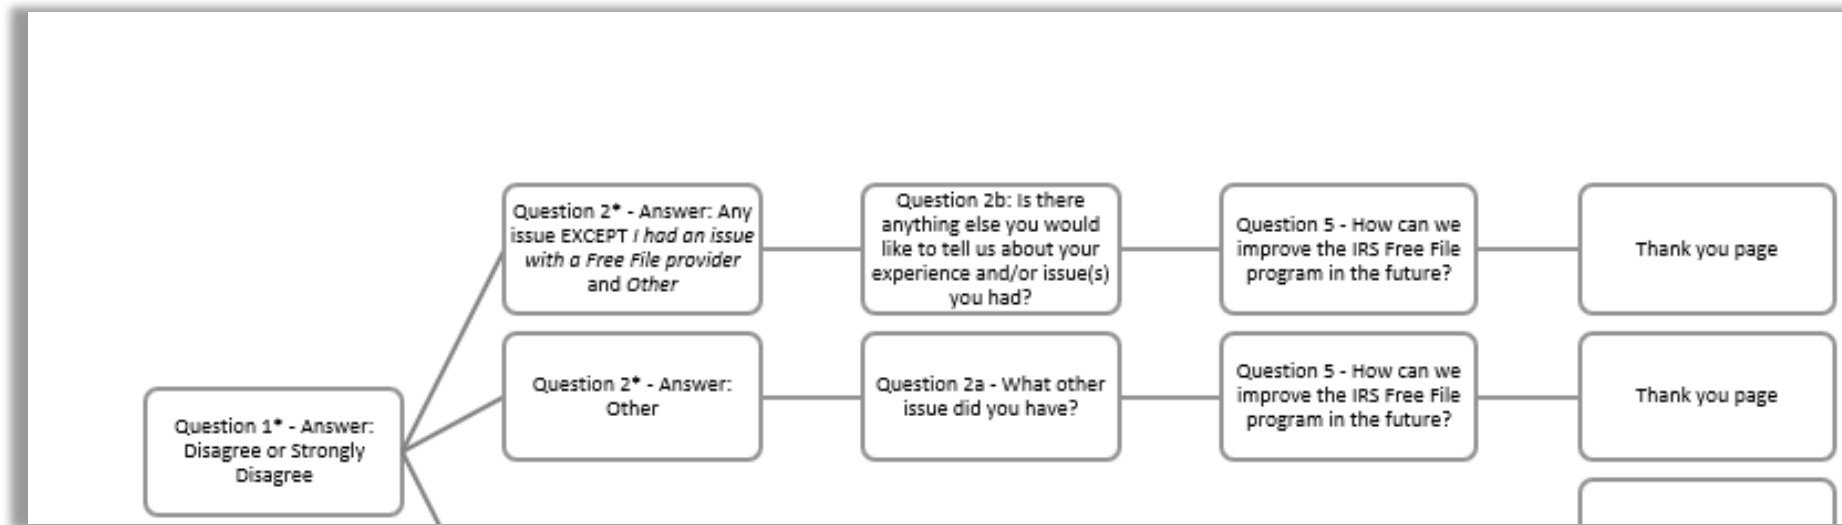 Question 2* - Answer: Any
issue EXCEPT I had an issue
with a Free File provider
and Other
Question 2b: Is there
anything else you would
like to tell us about your
experience and/or issue(s)
you had?
Question 5 - How can we
improve the IRS Free File
program in the future?
Thank you page
Question 2* - Answer:
Other
Question 2a - What other
issue did you have?
Question 5 - How can we
improve the IRS Free File
program in the future?
Thank you page
Question 1* - Answer:
Disagree or Strongly
Disagree